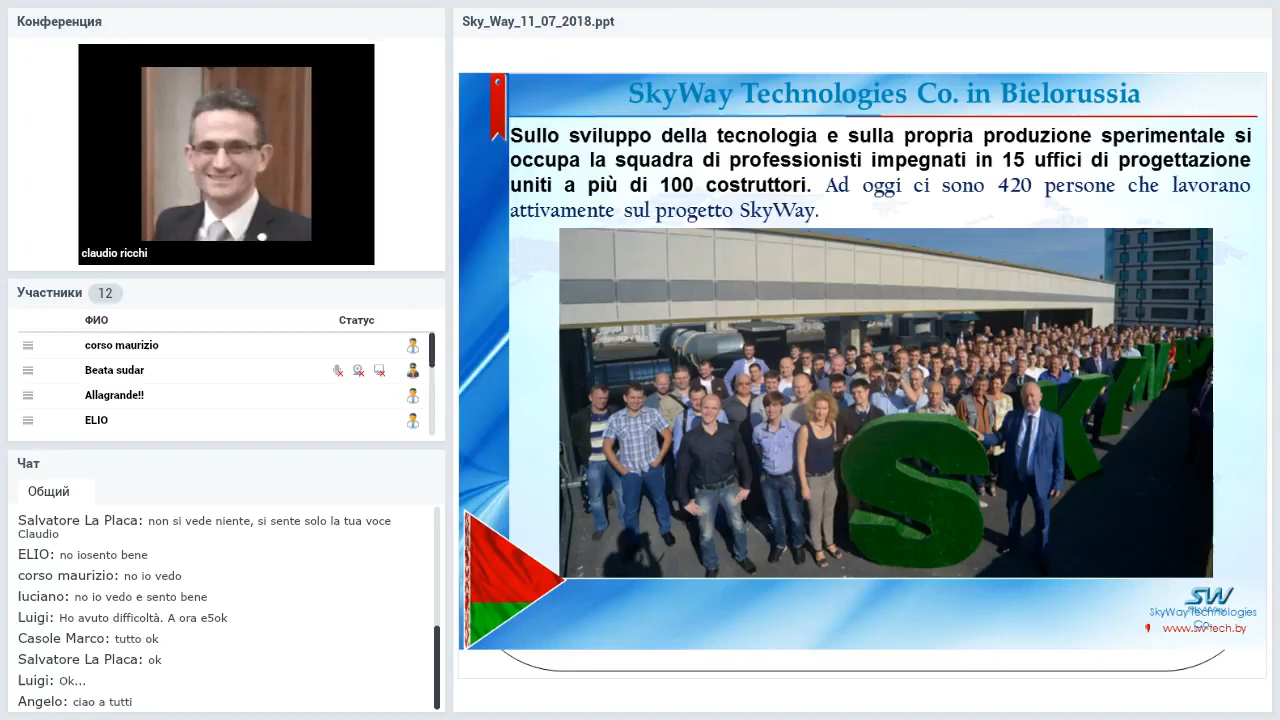 Конференция
claudio ricchi
Участники 12
ФИО Статус
corso maurizio
Beata sudar
Allagrande!!
ELIO
Чат
Общий
Salvatore La Placa: non si vede niente, si sente solo la tua voce
Claudio
ELIO: no iosento bene
corso maurizio: no io vedo
luciano: no io vedo e sento bene
Luigi: Ho avuto difficoltà. A ora e5ok
Casole Marco: tutto ok
Salvatore La Placa: ok
Luigi: Ok...
Angelo: ciao a tutti
Sky_Way_11_07_2018.ppt
SkyWay Technologies Co. in Bielorussia
Sullo sviluppo della tecnologia e sulla propria produzione sperimentale si
occupa la squadra di professionisti impegnati in 15 uffici di progettazione
uniti a più di 100 costruttori. Ad oggi ci sono 420 persone che lavorano
attivamente sul progetto SkyWay.
S K Y W
SW
SkyWay Technologies
Co.
www.sw-tech.by